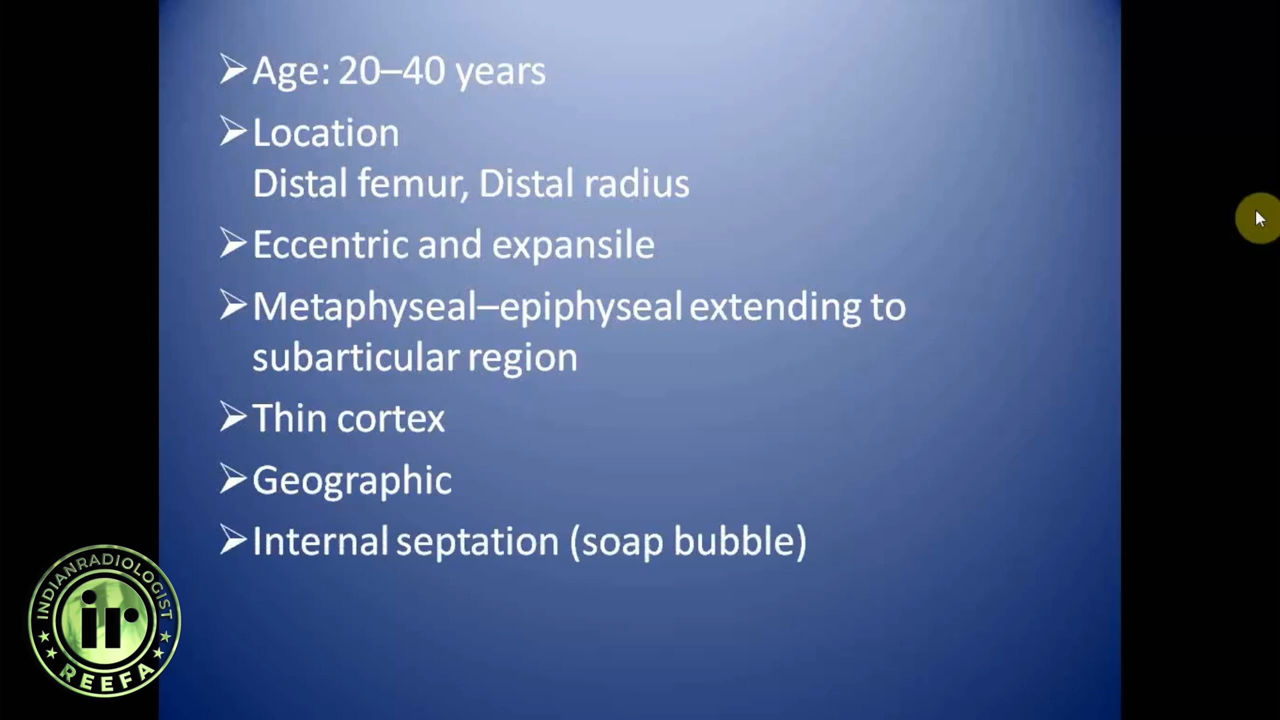 ➢Age: 20–40 years
➢Location
Distal femur, Distal radius
➢Eccentric and expansile
➢Metaphyseal–epiphyseal extending to
subarticular region
➢Thin cortex
➢Geographic
➢Internal septation (soap bubble)
INDIANRADIOLOGIST
ir
REEFA